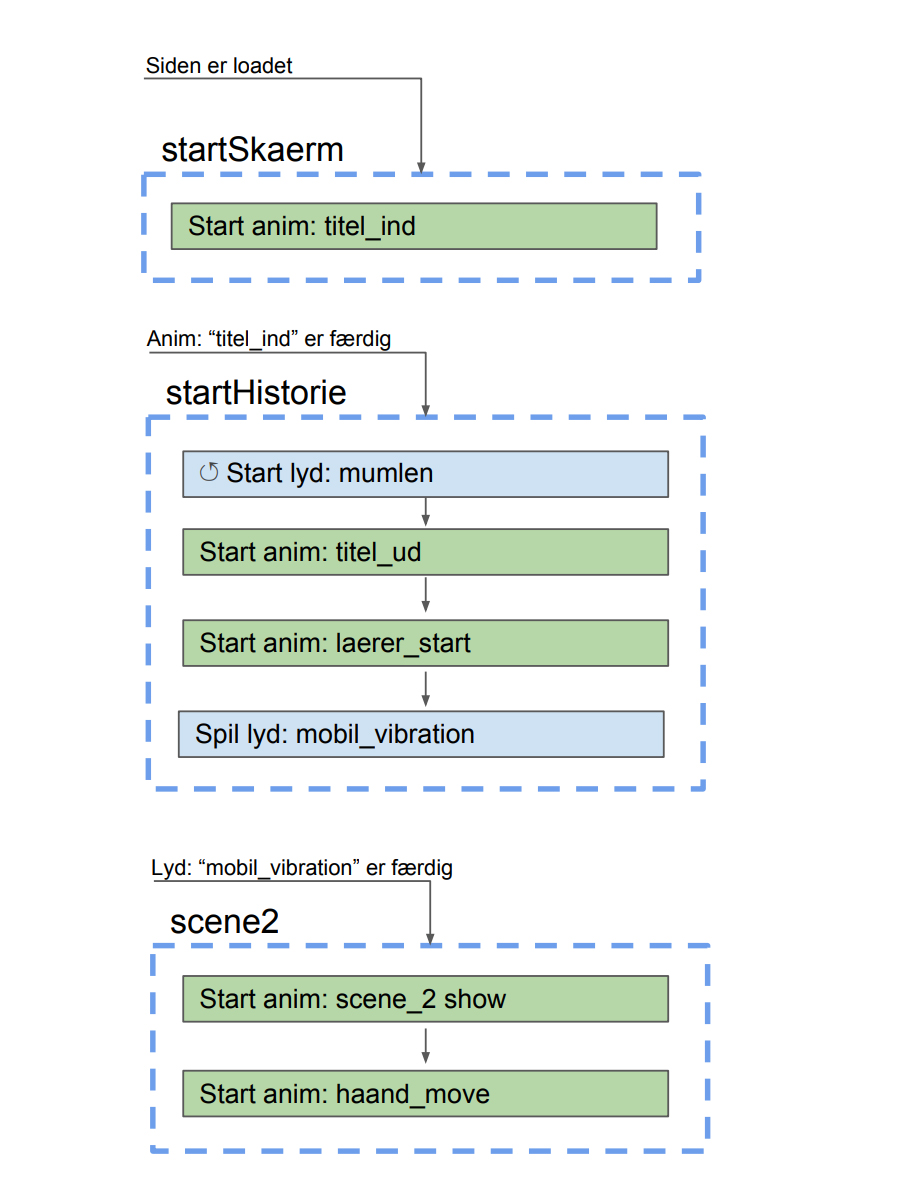 Siden er loadet
startSkaerm
Start anim: titel_ind
Anim: “titel_ind” er færdig
startHistorie
Start lyd: mumlen
Start anim: titel_ud
Start anim: laerer_start
Spil lyd: mobil_vibration
Lyd: “mobil_vibration” er færdig
scene2
Start anim: scene_2 show
Start anim: haand_move